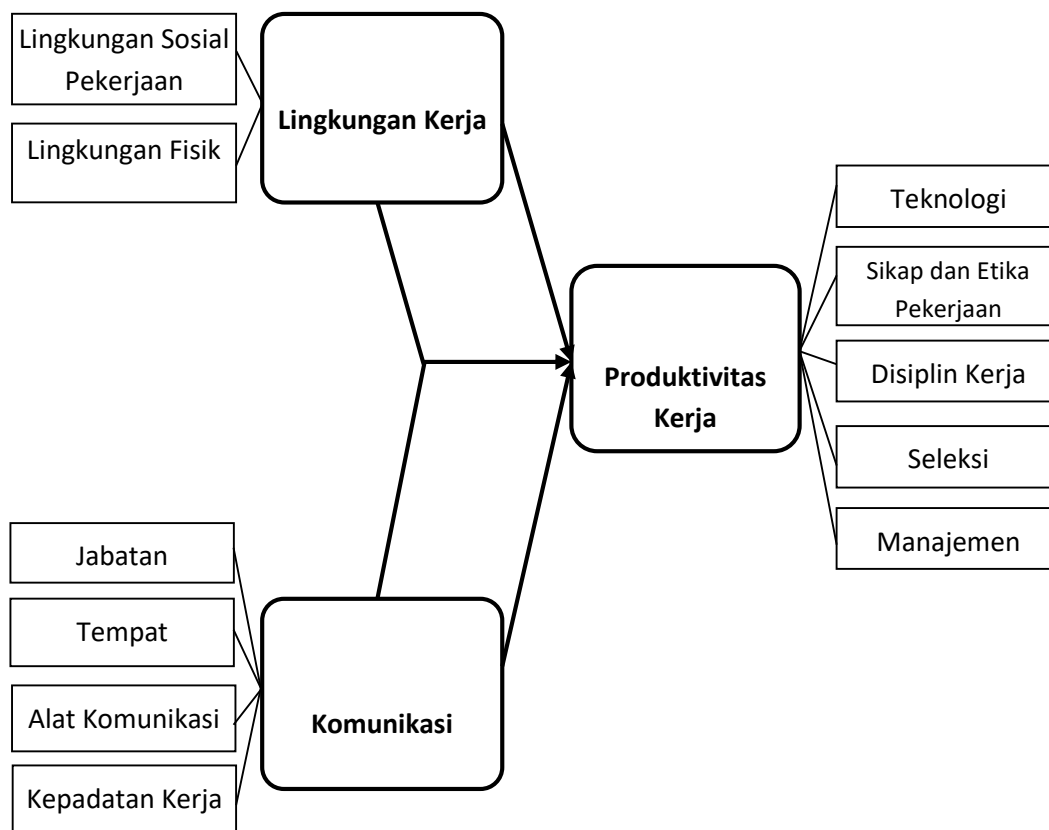 Lingkungan Sosial
Pekerjaan
Lingkungan Fisik
Lingkungan Kerja
Teknologi
Sikap dan Etika
Pekerjaan
Produktivitas
Kerja
Disiplin Kerja
Seleksi
Manajemen
Jabatan
Tempat
Alat Komunikasi
Kepadatan Kerja
Komunikasi